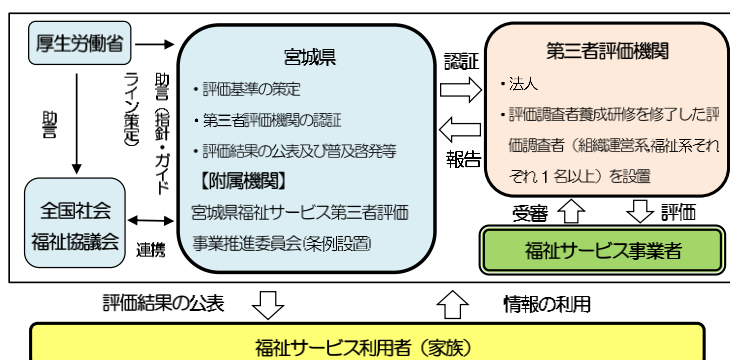 厚生労働省
助言
助言（指針・ガイド
ライン策定）
全国社会
福祉協議会
連携
宮城県
・評価基準の策定
・第三者評価機関の認証
・評価結果の公表及び普及啓発等
【附属機関】
宮城県福祉サービス第三者評価
事業推進委員会(条例設置)
認証
報告
第三者評価機関
・法人
・評価調査者養成研修を修了した評
価調査者（組織運営系,福祉系それ
ぞれ１名以上）を設置
受審
評価
福祉サービス事業者
評価結果の公表
情報の利用
福祉サービス利用者（家族）